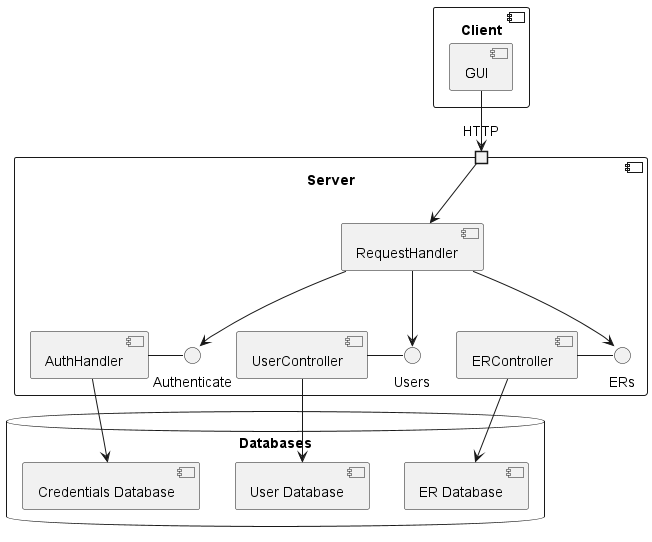 Client
GUI
HTTP
Server
RequestHandler
AuthHandler
Authenticate
UserController
Users
ERController
ERs
Databases
Credentials Database
User Database
ER Database